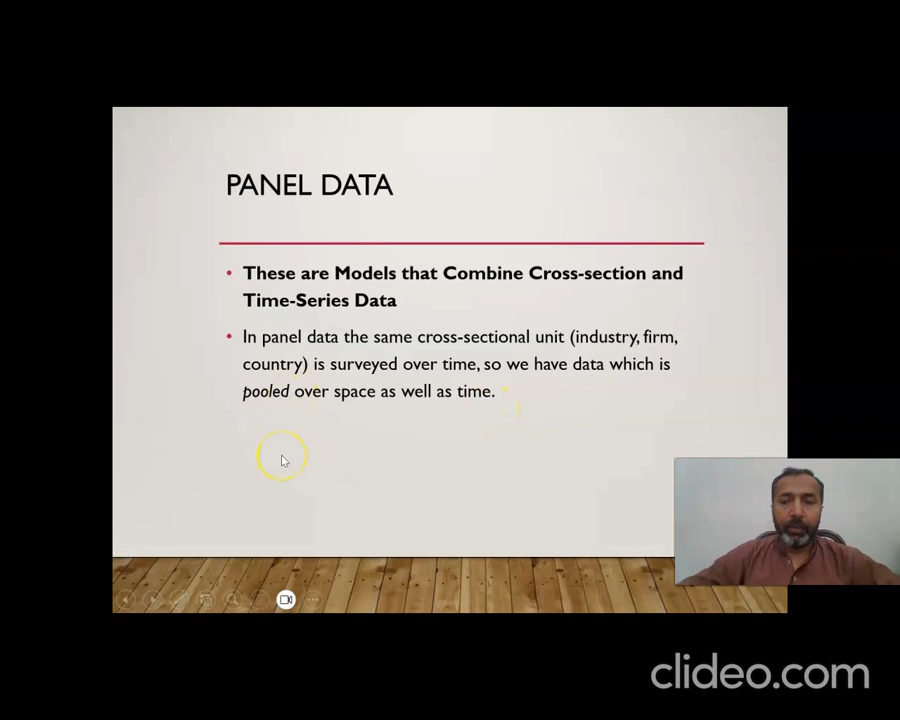 PANEL DATA
• These are Models that Combine Cross-section and
Time-Series Data
• In panel data the same cross-sectional unit (industry, firm,
country) is surveyed over time, so we have data which is
pooled over space as well as time.
clideo.com